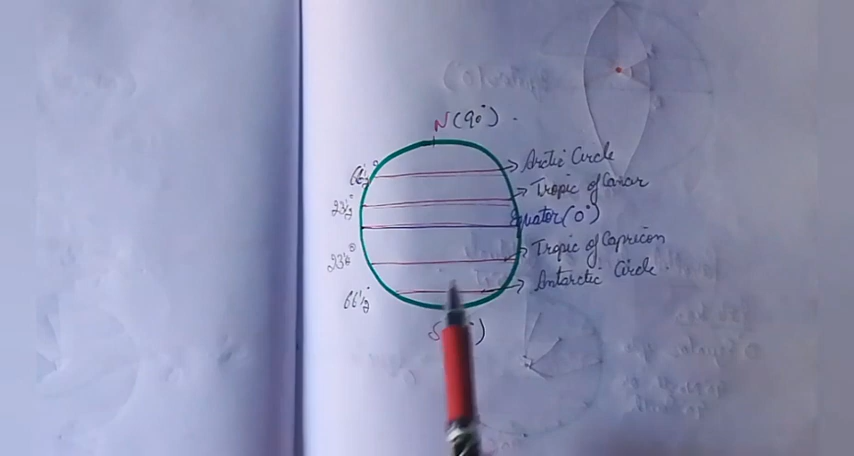 N(90°)
66½°
Arctic Circle
23½°
Tropic of Cancer
Equator(0°)
23½°
Tropic of Capricon
66½°
Antarctic Circle
S